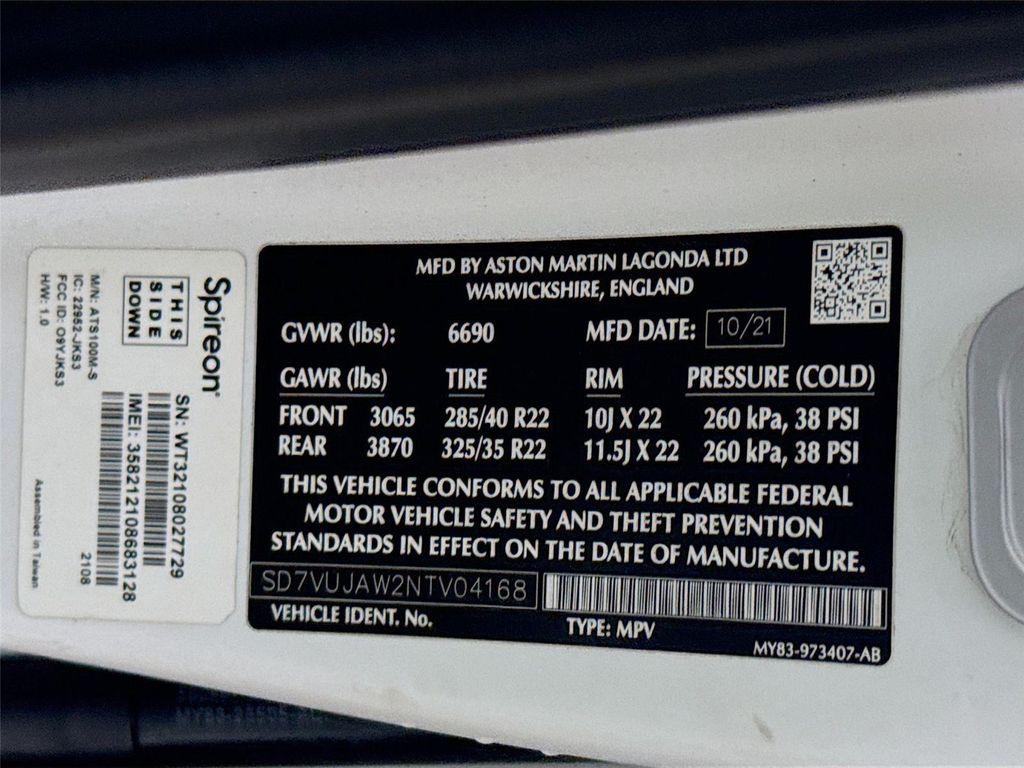 MFD BY ASTON MARTIN LAGONDA LTD
WARWICKSHIRE, ENGLAND
GVWR (lbs): 6690 MFD DATE: 10/21
GAWR (lbs) TIRE RIM PRESSURE (COLD)
FRONT 3065 285/40 R22 10J X 22 260 kPa, 38 PSI
REAR 3870 325/35 R22 11.5J X 22 260 kPa, 38 PSI
THIS VEHICLE CONFORMS TO ALL APPLICABLE FEDERAL
MOTOR VEHICLE SAFETY AND THEFT PREVENTION
STANDARDS IN EFFECT ON THE DATE OF MANUFACTURE.
SD7VUJAW2NTV04168
VEHICLE IDENT. No.
TYPE: MPV
MY83-973407-AB
Spireon
THIS
SIDE
DOWN
M/N: ATS100M-S
IC: 22952-JKS3
FCC ID: O9YJKS3
H/W: 1.0
SN: WT32108027729
IMEI: 358212108683128
2108
Assembled in Taiwan